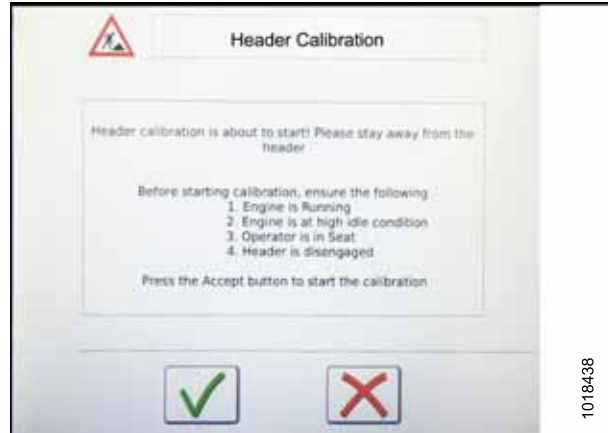 Header Calibration
Header calibration is about to start! Please stay away from the
header
Before starting calibration, ensure the following
1. Engine is Running
2. Engine is at high idle condition
3. Operator is in Seat
4. Header is disengaged
Press the Accept button to start the calibration
1018438